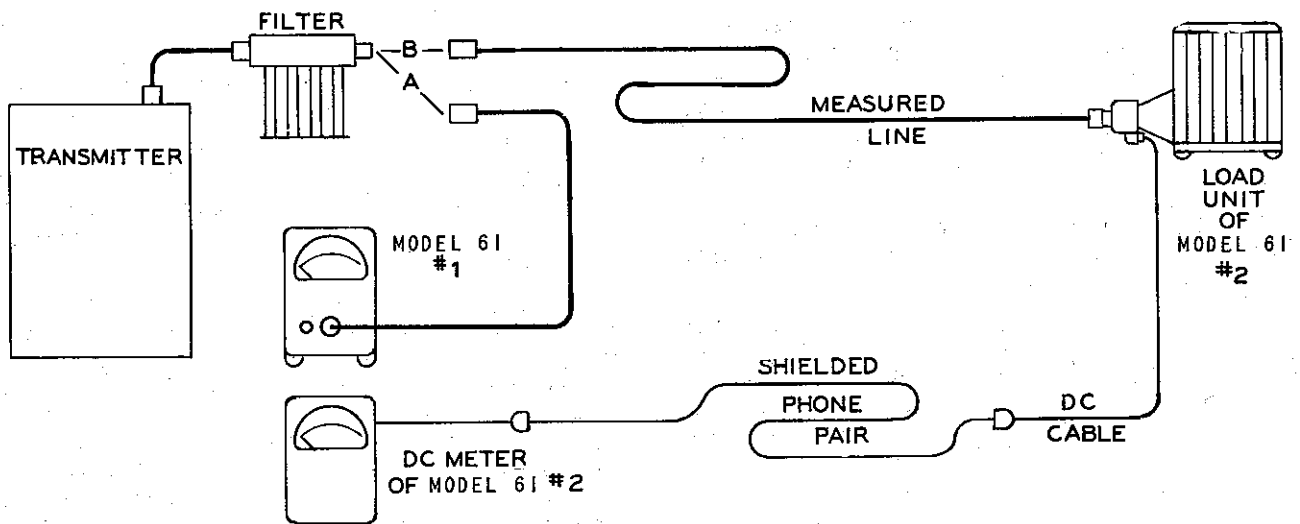 FILTER
B
A
TRANSMITTER
MEASURED
LINE
LOAD
UNIT
OF
MODEL 61
#2
MODEL 61
#1
SHIELDED
PHONE
PAIR
DC
CABLE
DC METER
OF MODEL 61 #2